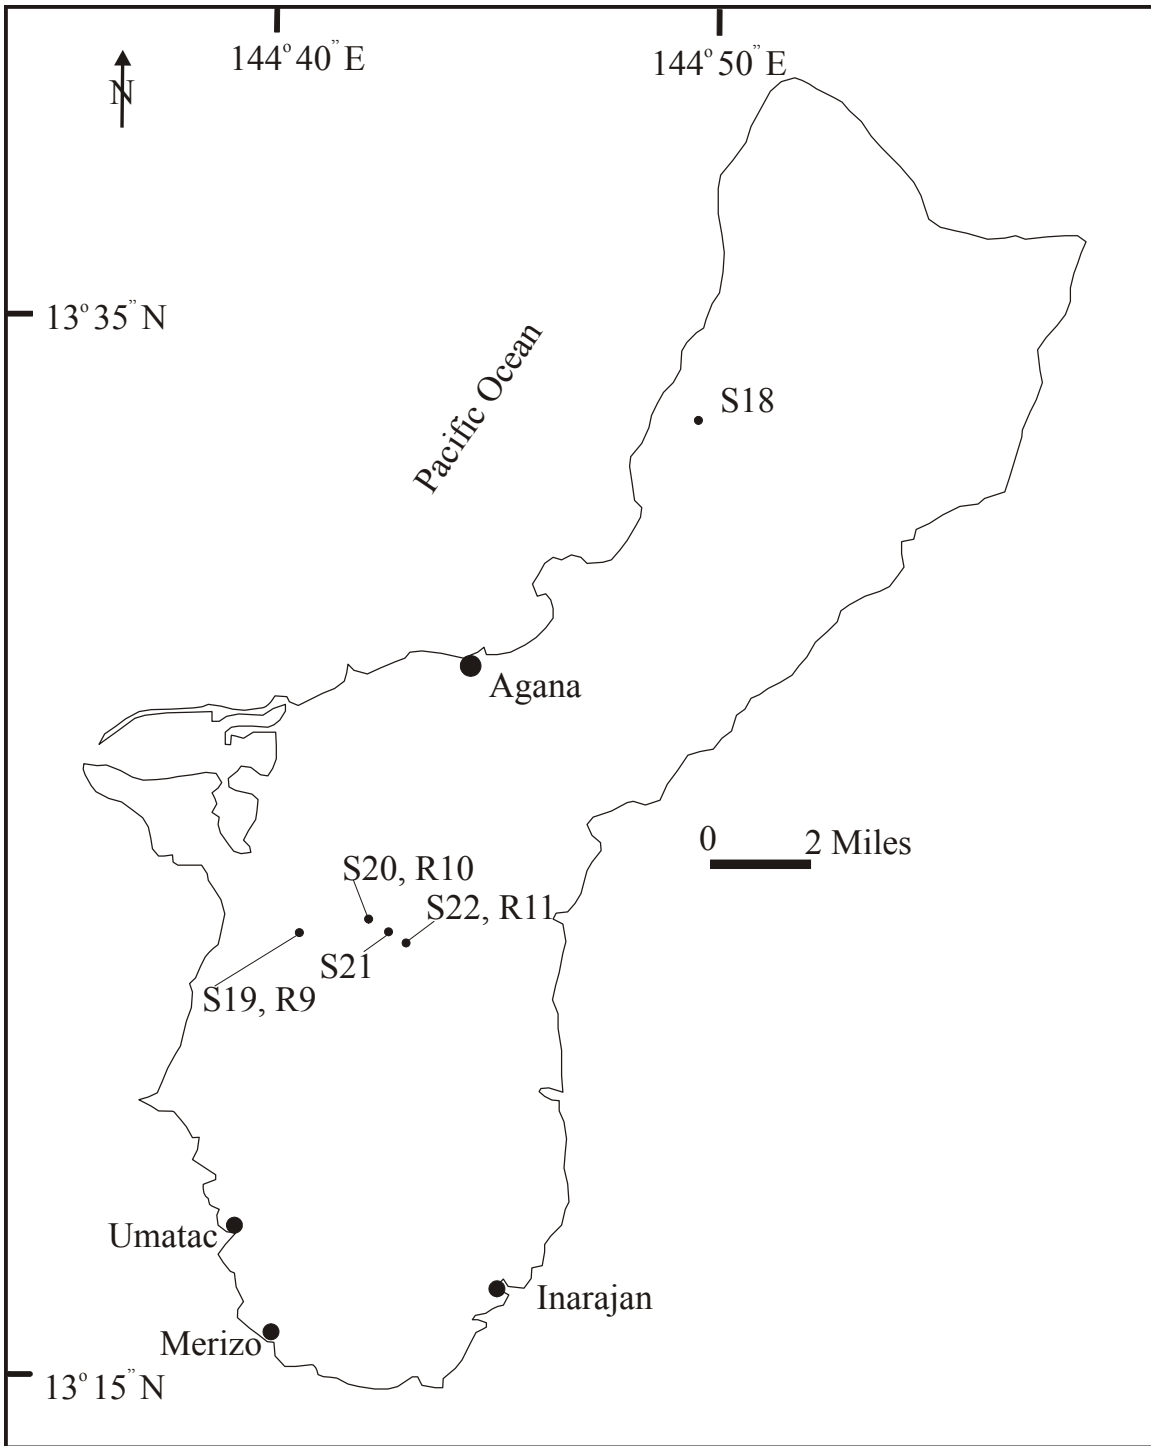 144° 40” E
144° 50” E
N
13° 35” N
Pacific Ocean
S18
Agana
0 2 Miles
S20, R10
S22, R11
S21
S19, R9
Umatac
Inarajan
Merizo
13° 15” N